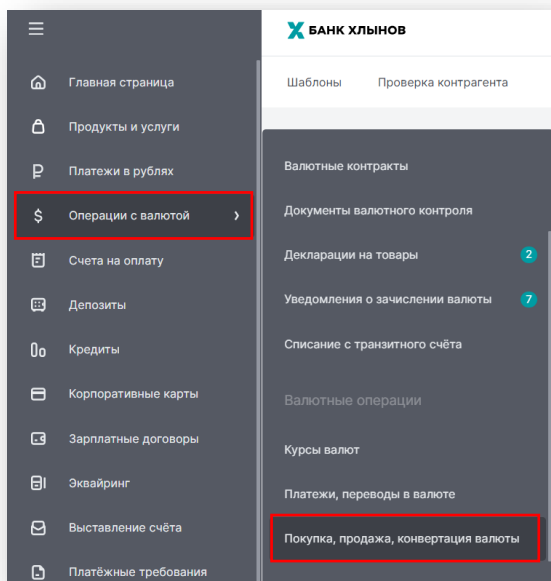 БАНК ХЛЫНОВ
Шаблоны Проверка контрагента
Главная страница
Продукты и услуги
Платежи в рублях
Операции с валютой
Счета на оплату
Депозиты
Кредиты
Корпоративные карты
Зарплатные договоры
Эквайринг
Выставление счёта
Платёжные требования
Валютные контракты
Документы валютного контроля
Декларации на товары 2
Уведомления о зачислении валюты 7
Списание с транзитного счёта
Валютные операции
Курсы валют
Платежи, переводы в валюте
Покупка, продажа, конвертация валюты